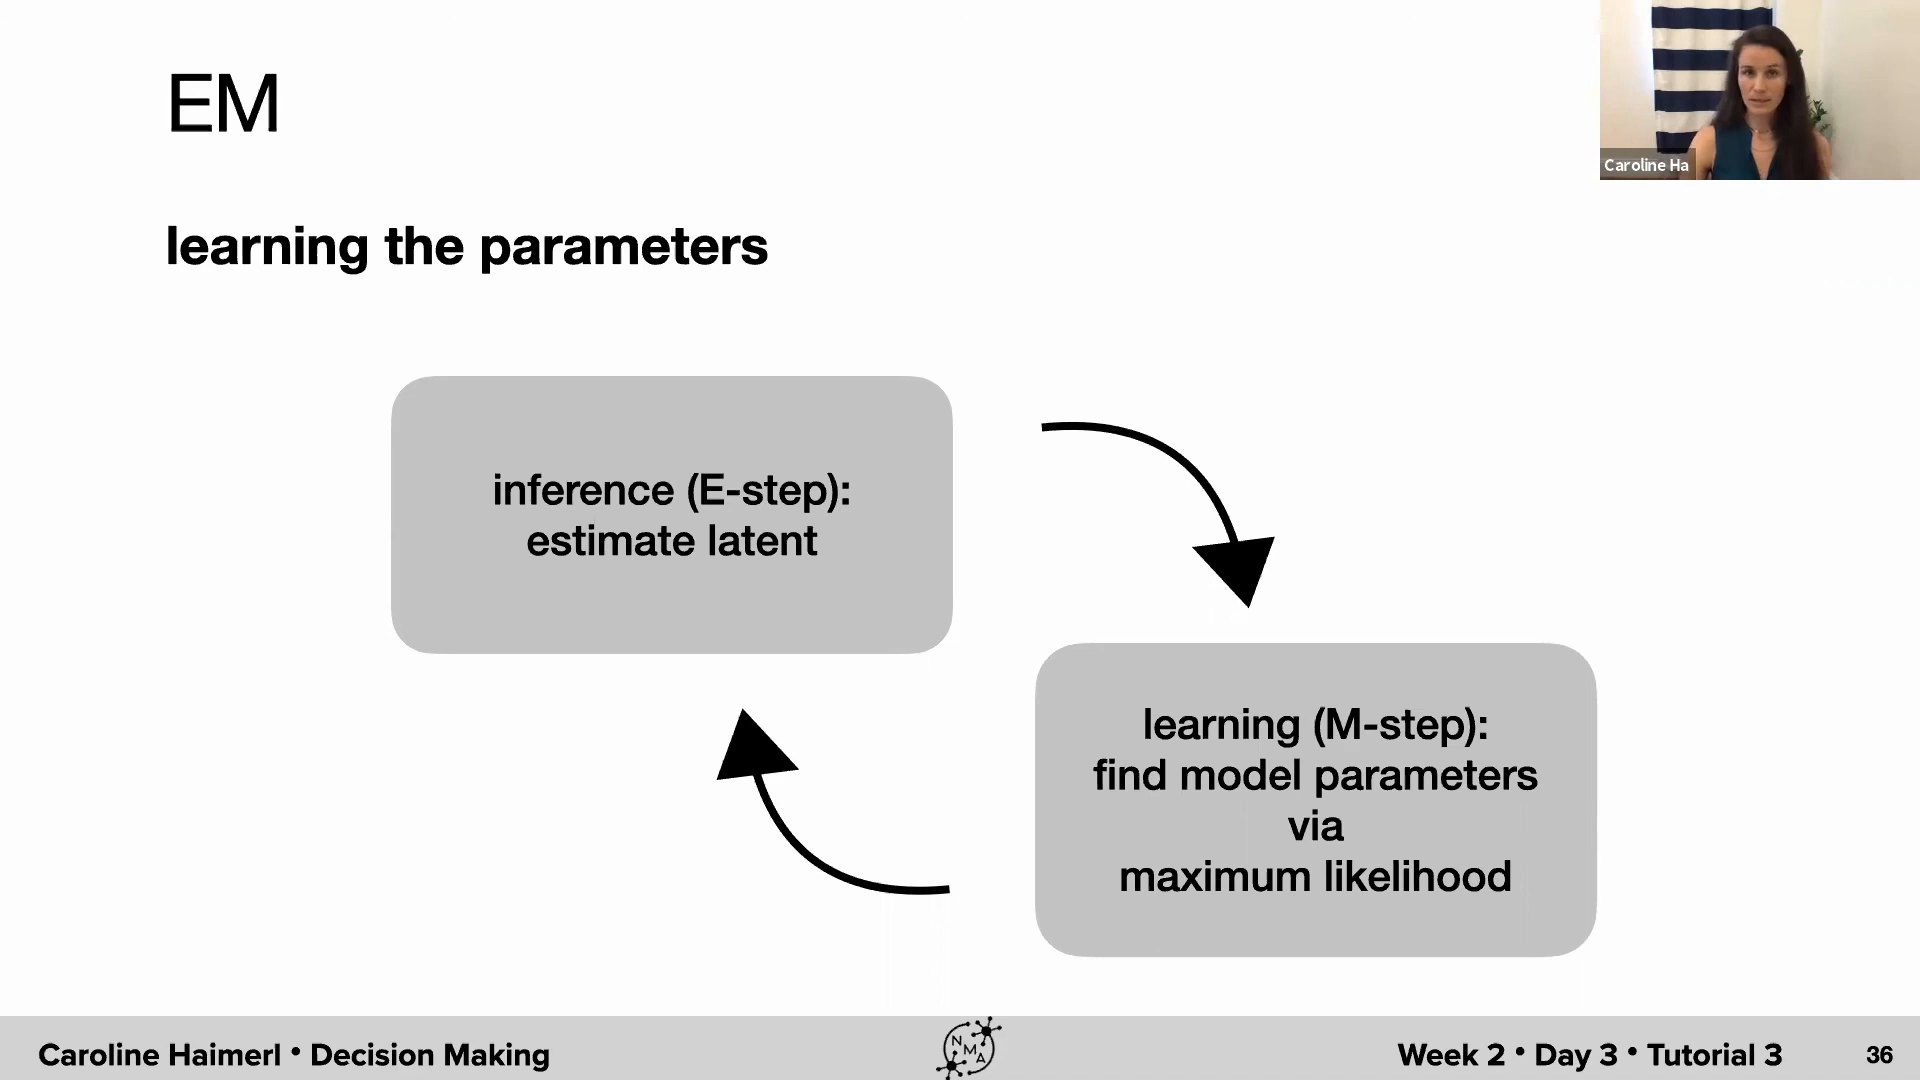 EM
Caroline Ha
learning the parameters
inference (E-step):
estimate latent
learning (M-step):
find model parameters
via
maximum likelihood
Caroline Haimerl • Decision Making
NMA
Week 2 • Day 3 • Tutorial 3
36